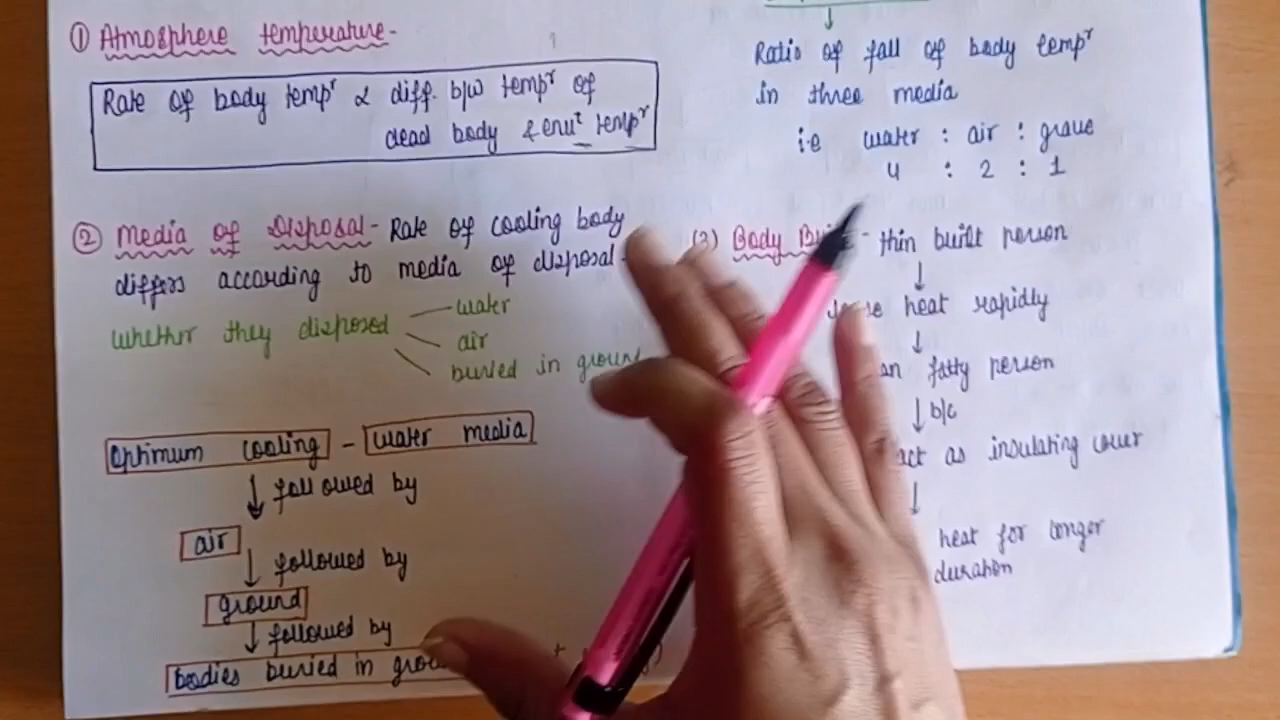 ① Atmosphere temperature-
Rate of body tempʳ α diff. b/w tempʳ of
dead body & envᵗ tempʳ
② Media of Disposal - Rate of cooling body
differs according to media of disposal-
whether they disposed
water
air
buried in ground
optimum cooling - water media
followed by
air
followed by
ground
followed by
bodies buried in
Ratio of fall of body tempʳ
in three media
i.e water : air : grave
4 : 2 : 1
(3) Body - thin built person
heat rapidly
fatty person
b/c
act as insulating cover
heat for longer
duration